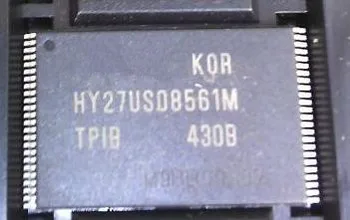 KOR
HY27USD8561M
TPIB 430B